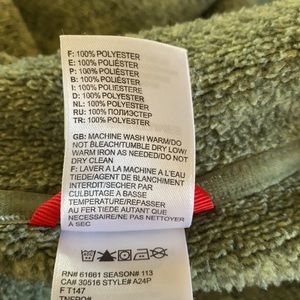 F: 100% POLYESTER
E: 100% POLIÉSTER
P: 100% POLIÉSTER
B: 100% POLYESTER
I: 100% POLIESTERE
D: 100% POLYESTER
NL: 100% POLYESTER
RU: 100% ПОЛИЭСТЕР
TR: 100% POLYESTER
GB: MACHINE WASH WARM/DO
NOT BLEACH/TUMBLE DRY LOW/
WARM IRON AS NEEDED/DO NOT
DRY CLEAN
F: LAVER A LA MACHINE A L'EAU
TIEDE/AGENT DE BLANCHIMENT
INTERDIT/SECHER PAR
CULBUTAGE A BASSE
TEMPERATURE/REPASSER
AU FER TIEDE AUTANT QUE
NECESSAIRE/NE PAS NETTOYER
A SEC
RN# 61661 SEASON# 113
CA# 30516 STYLE# A24P
F T147